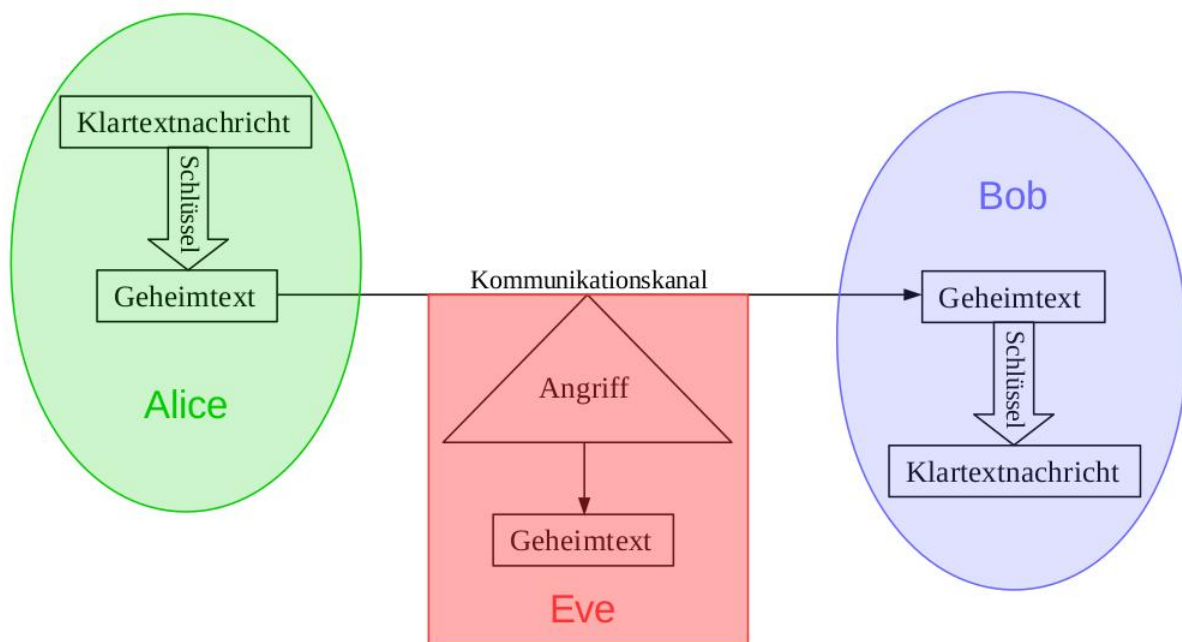 Klartextnachricht
Schlüssel
Geheimtext
Alice
Kommunikationskanal
Angriff
Geheimtext
Eve
Bob
Geheimtext
Schlüssel
Klartextnachricht